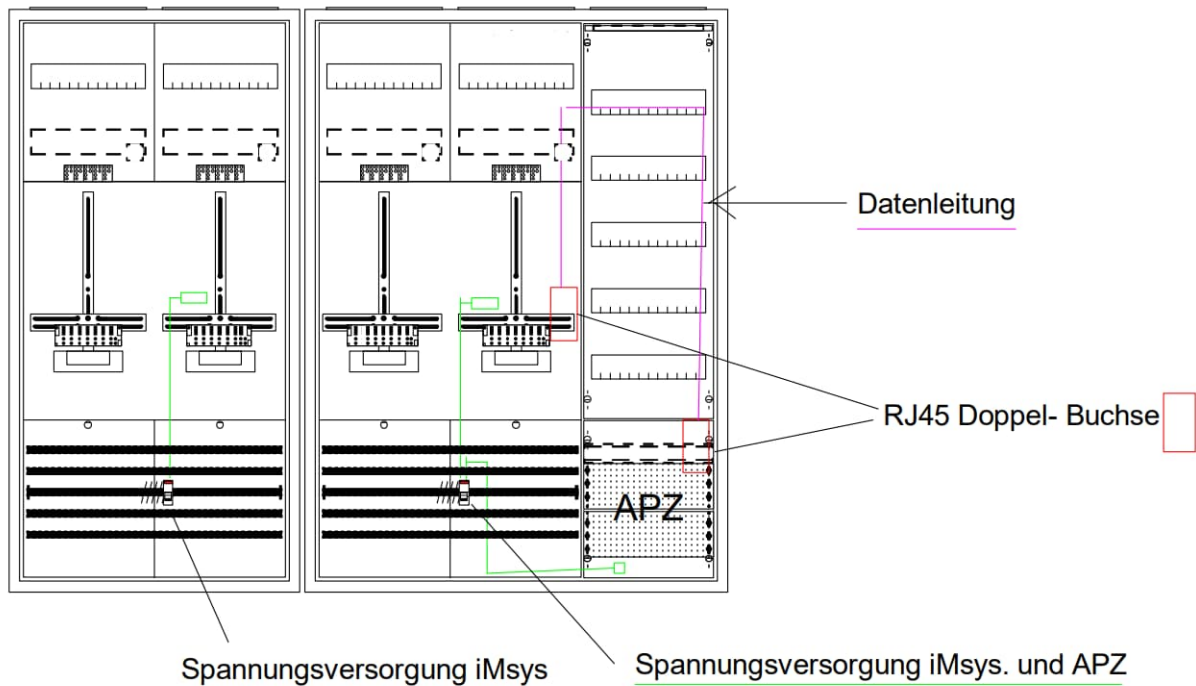 Datenleitung
RJ45 Doppel- Buchse
APZ
Spannungsversorgung iMsys
Spannungsversorgung iMsys. und APZ